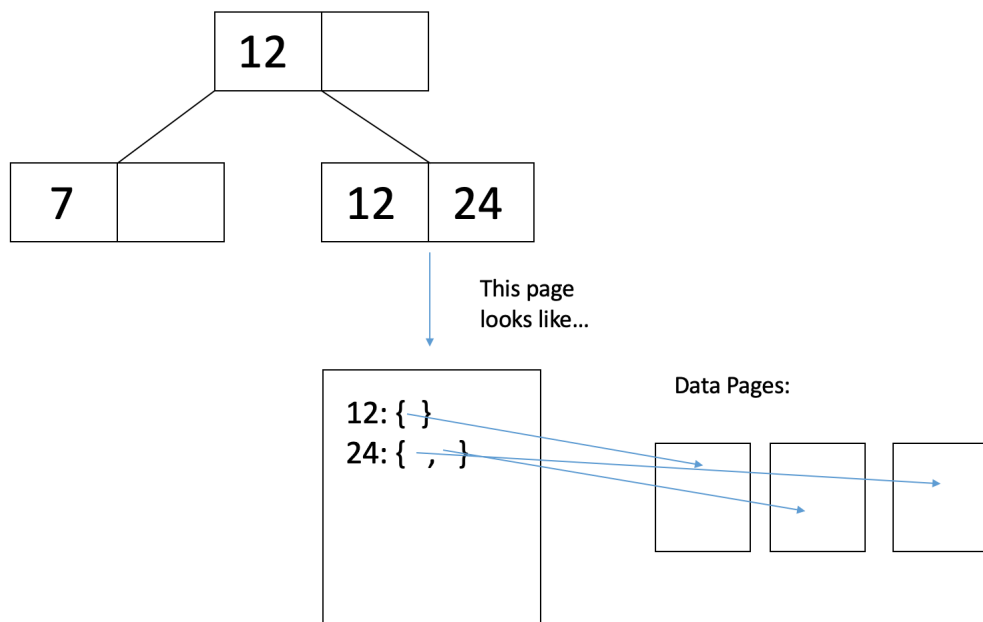 12
7
12 24
This page
looks like...
Data Pages:
12: { }
24: { , }